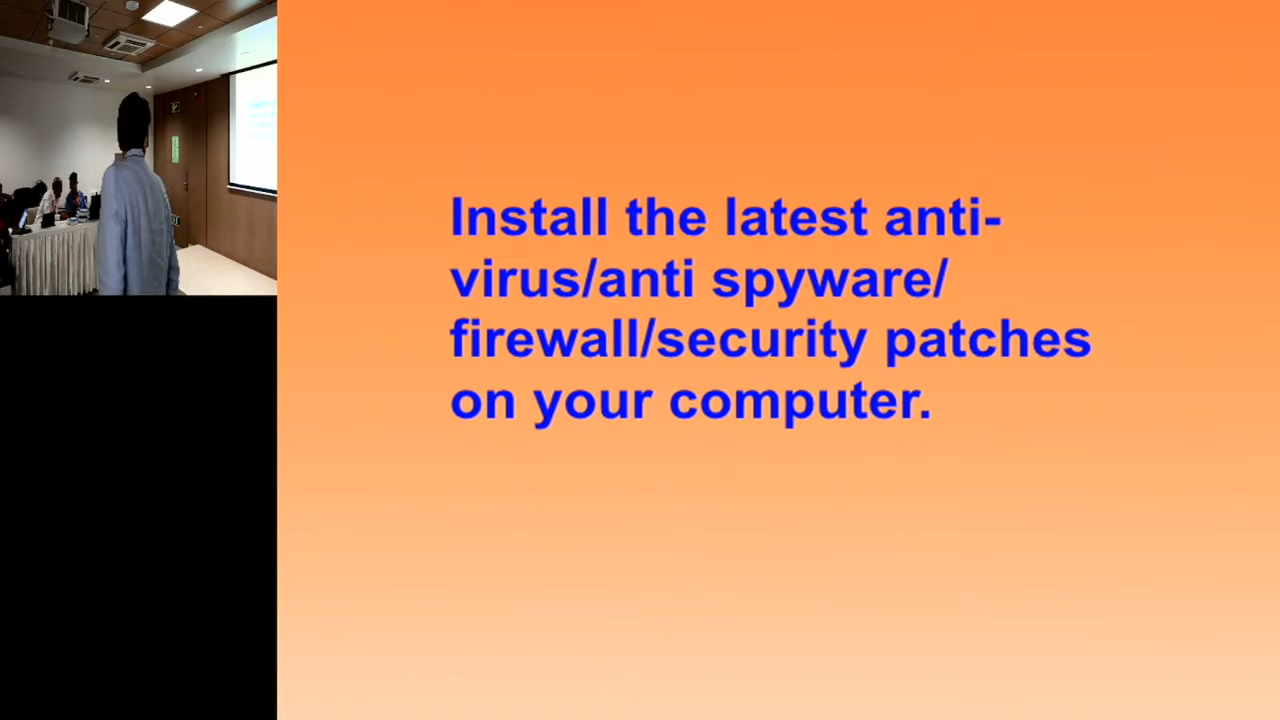 Install the latest anti-
virus/anti spyware/
firewall/security patches
on your computer.